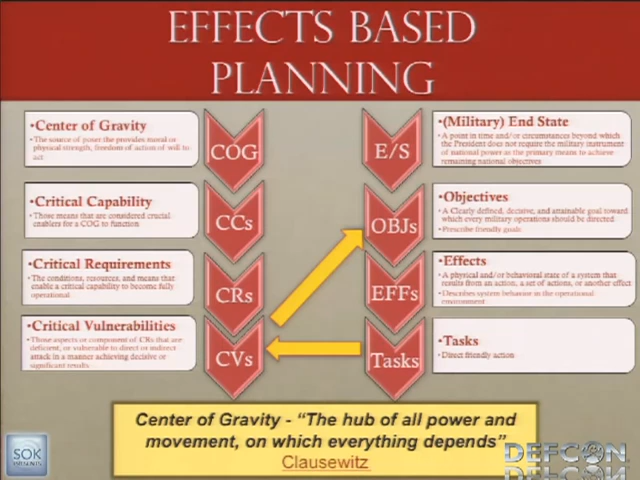 EFFECTS BASED
PLANNING
•Center of Gravity
•The source of power the provides moral or
physical strength, freedom of action of will to
act
COG
•Critical Capability
•Those means that are considered crucial
enablers for a COG to function
CCs
•Critical Requirements
•The conditions, resources, and means that
enable a critical capability to become fully
operational
CRs
•Critical Vulnerabilities
•Those aspects or component of CRs that are
deficient, or vulnerable to direct or indirect
attack in a manner achieving decisive or
significant results
CVs
E/S
•(Military) End State
•A point in time and/or circumstances beyond which
the President does not require the military instrument
of national power as the primary means to achieve
remaining national objectives
OBJs
•Objectives
•A Clearly defined, decisive, and attainable goal toward
which every military operations should be directed
•Prescribe friendly goals
EFFs
•Effects
•A physical and/or behavioral state of a system that
results from an action, a set of actions, or another effect
•Describes system behavior in the operational
environment
Tasks
•Tasks
•Direct friendly action
Center of Gravity - “The hub of all power and
movement, on which everything depends”
Clausewitz
SOK
DEFCON